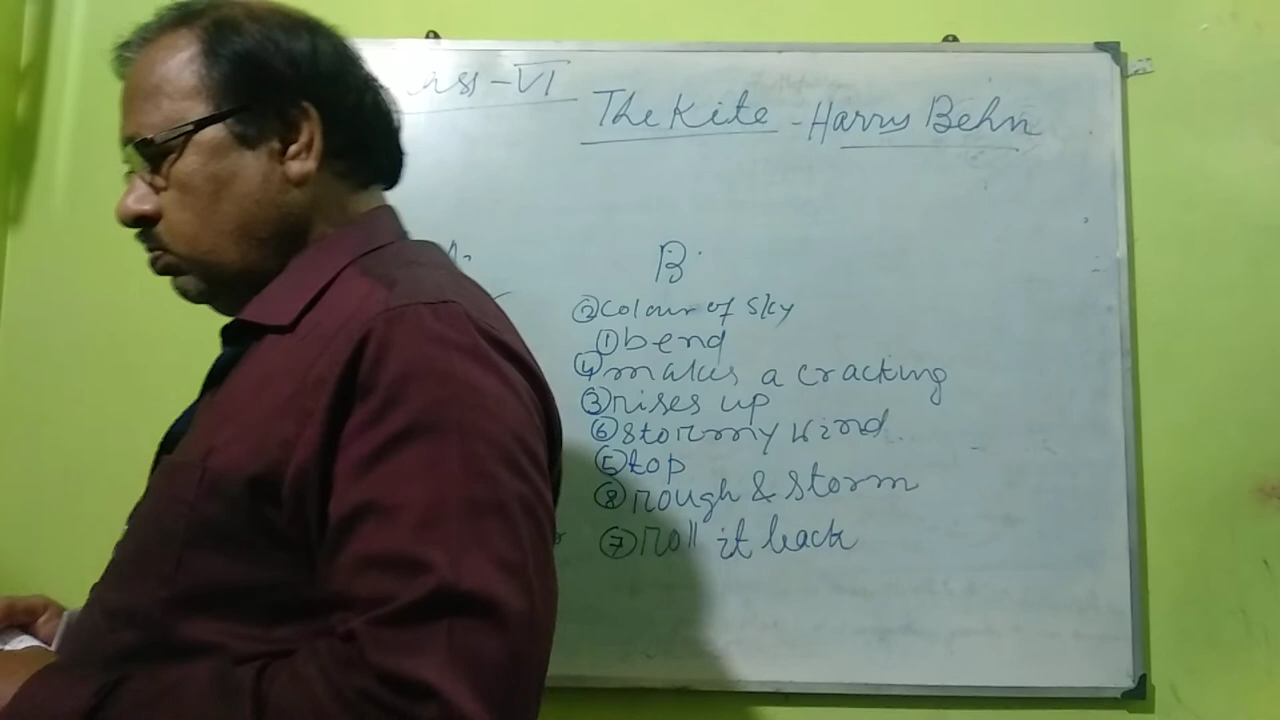 VI
The Kite - Harry Behn
A.
B.
② colour of sky
① bend
④ makes a cracking
③ rises up
⑥ stormy wind.
⑤ top
⑧ rough & storm
⑦ roll it back